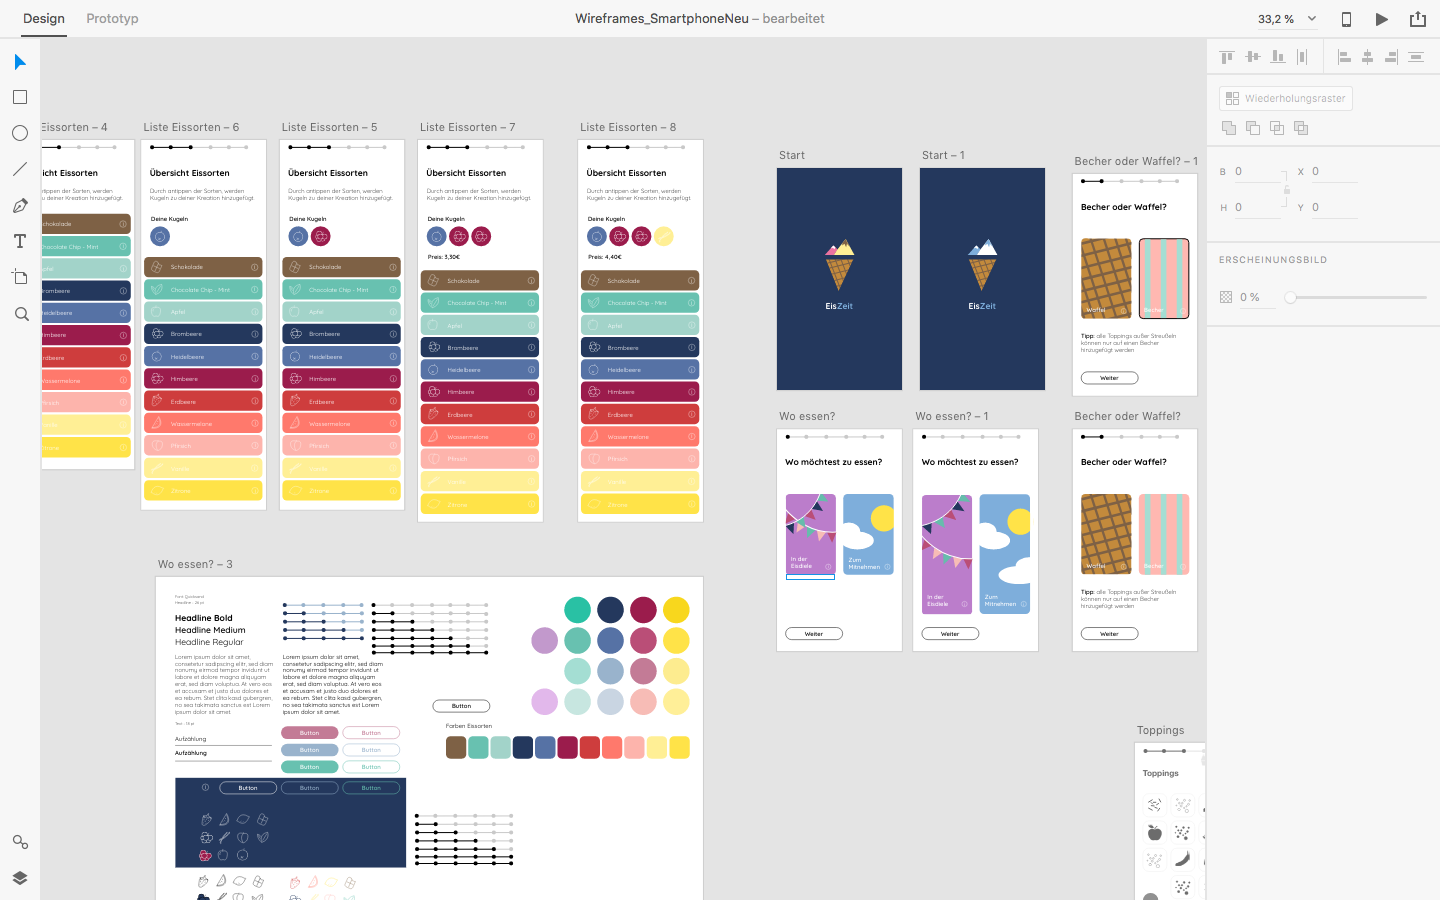 Design
Prototyp
Wireframes_SmartphoneNeu – bearbeitet
33,2 %
Eissorten – 4
Liste Eissorten – 6
Liste Eissorten – 5
Liste Eissorten – 7
Liste Eissorten – 8
icht Eissorten
Schokolade
Chocolate Chip - Mint
Apfel
Brombeere
Heidelbeere
Himbeere
Erdbeere
Wassermelone
Pfirsich
Übersicht Eissorten
Durch antippen der Sorten, werden
Kugeln zu deiner Kreation hinzugefügt.
Deine Kugeln
Schokolade
Chocolate Chip - Mint
Apfel
Brombeere
Heidelbeere
Himbeere
Erdbeere
Wassermelone
Pfirsich
Zitrone
Übersicht Eissorten
Durch antippen der Sorten, werden
Kugeln zu deiner Kreation hinzugefügt.
Deine Kugeln
Schokolade
Chocolate Chip - Mint
Apfel
Brombeere
Heidelbeere
Himbeere
Erdbeere
Wassermelone
Pfirsich
Zitrone
Übersicht Eissorten
Durch antippen der Sorten, werden
Kugeln zu deiner Kreation hinzugefügt.
Deine Kugeln
Preis: 3,30€
Schokolade
Chocolate Chip - Mint
Apfel
Brombeere
Heidelbeere
Himbeere
Erdbeere
Wassermelone
Pfirsich
Zitrone
Übersicht Eissorten
Durch antippen der Sorten, werden
Kugeln zu deiner Kreation hinzugefügt.
Deine Kugeln
Preis: 4,40€
Schokolade
Chocolate Chip - Mint
Apfel
Brombeere
Heidelbeere
Himbeere
Erdbeere
Wassermelone
Pfirsich
Zitrone
Start
EisZeit
Start – 1
EisZeit
Becher oder Waffel? – 1
Becher oder Waffel?
Waffel
Becher
Tipp: alle Toppings außer Streußeln
können nur auf einen Becher
hinzugefügt werden
Weiter
Wo essen?
Wo möchtest zu essen?
In der
Eisdiele
Zum
Mitnehmen
Weiter
Wo essen? – 1
Wo möchtest zu essen?
In der
Eisdiele
Zum
Mitnehmen
Weiter
Becher oder Waffel?
Becher oder Waffel?
Waffel
Becher
Tipp: alle Toppings außer Streußeln
können nur auf einen Becher
hinzugefügt werden
Weiter
Wo essen? – 3
Font: Quicksand
Headline - 26 pt
Headline Bold
Headline Medium
Headline Regular
Lorem ipsum dolor sit amet,
consetetur sadipscing elitr, sed diam
nonumy eirmod tempor invidunt ut
labore et dolore magna aliquyam
erat, sed diam voluptua. At vero eos
et accusam et justo duo dolores et
ea rebum. Stet clita kasd gubergren,
no sea takimata sanctus est Lorem
ipsum dolor sit amet.
Lorem ipsum dolor sit amet,
consetetur sadipscing elitr, sed diam
nonumy eirmod tempor invidunt ut
labore et dolore magna aliquyam
erat, sed diam voluptua. At vero eos
et accusam et justo duo dolores et
ea rebum. Stet clita kasd gubergren,
no sea takimata sanctus est Lorem
ipsum dolor sit amet.
Text - 16 pt
Aufzählung
Aufzählung
Button
Button
Button
Button
Button
Button
Button
Farben Eissorten
Button
Button
Button
Toppings
Toppings
Wiederholungsraster
B 0
X 0
H 0
Y 0
ERSCHEINUNGSBILD
0 %